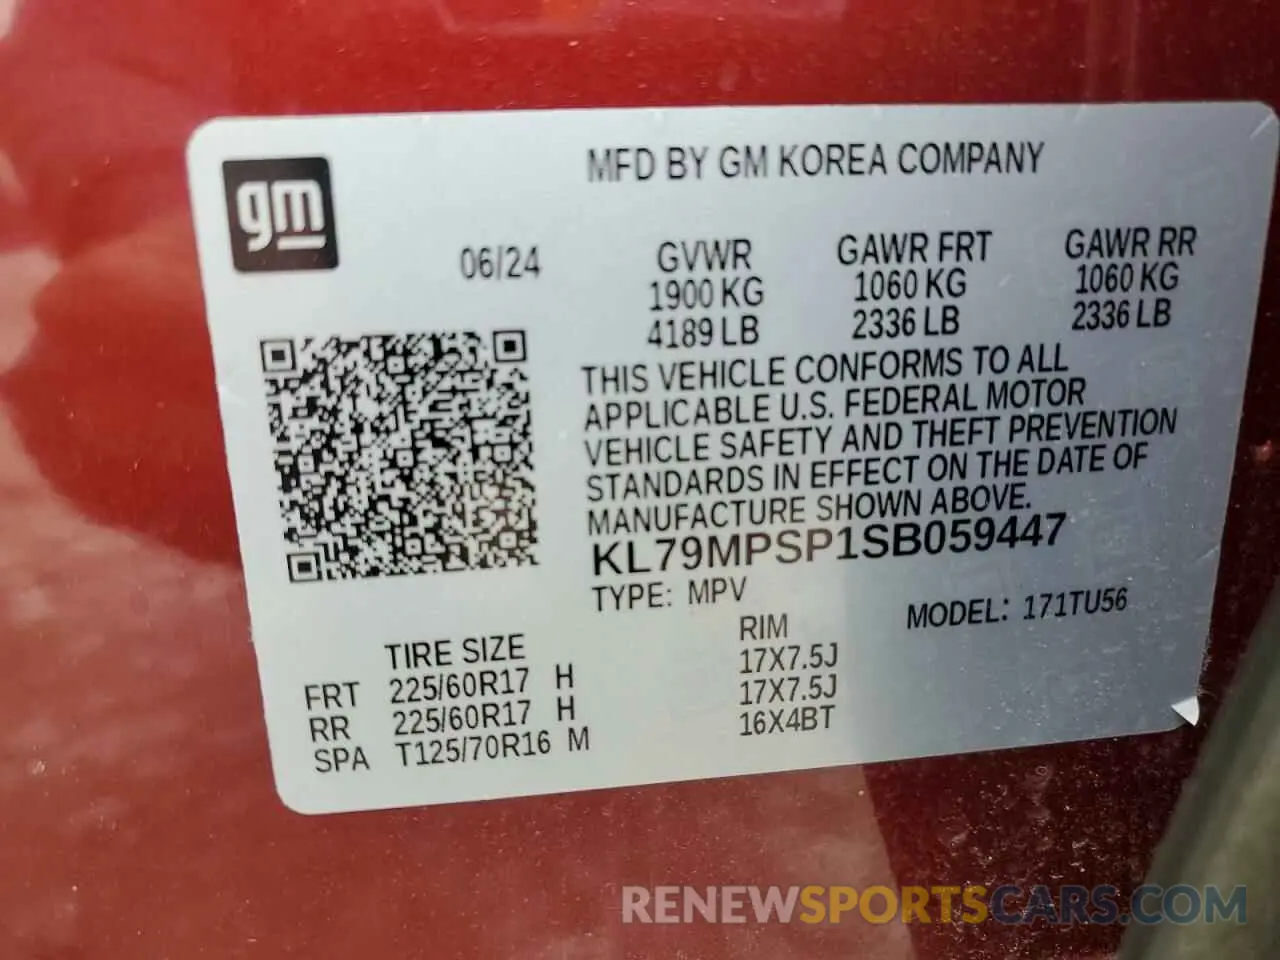 MFD BY GM KOREA COMPANY
gm
06/24
GVWR GAWR FRT GAWR RR
1900 KG 1060 KG 1060 KG
4189 LB 2336 LB 2336 LB
THIS VEHICLE CONFORMS TO ALL
APPLICABLE U.S. FEDERAL MOTOR
VEHICLE SAFETY AND THEFT PREVENTION
STANDARDS IN EFFECT ON THE DATE OF
MANUFACTURE SHOWN ABOVE.
KL79MPSP1SB059447
TYPE: MPV MODEL: 171TU56
TIRE SIZE RIM
FRT 225/60R17 H 17X7.5J
RR 225/60R17 H 17X7.5J
SPA T125/70R16 M 16X4BT
RENEWSPORTSCARS.COM